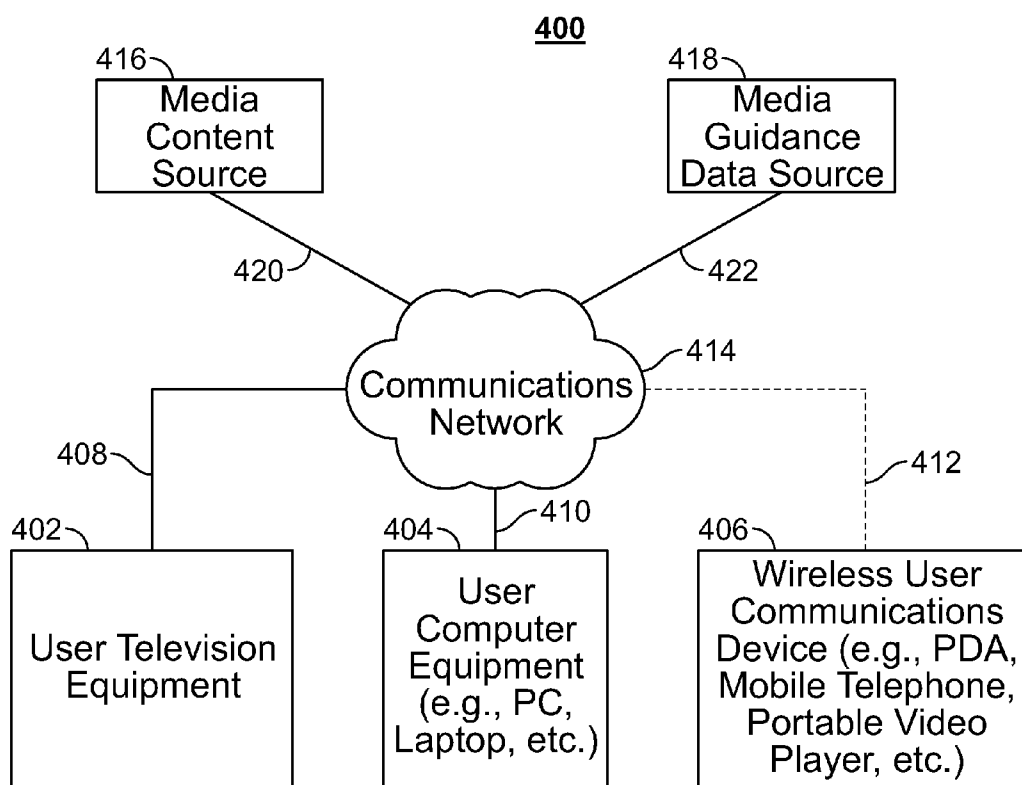 400
416
Media
Content
Source
418
Media
Guidance
Data Source
420
422
414
Communications
Network
408
412
410
402
User Television
Equipment
404
User
Computer
Equipment
(e.g., PC,
Laptop, etc.)
406
Wireless User
Communications
Device (e.g., PDA,
Mobile Telephone,
Portable Video
Player, etc.)